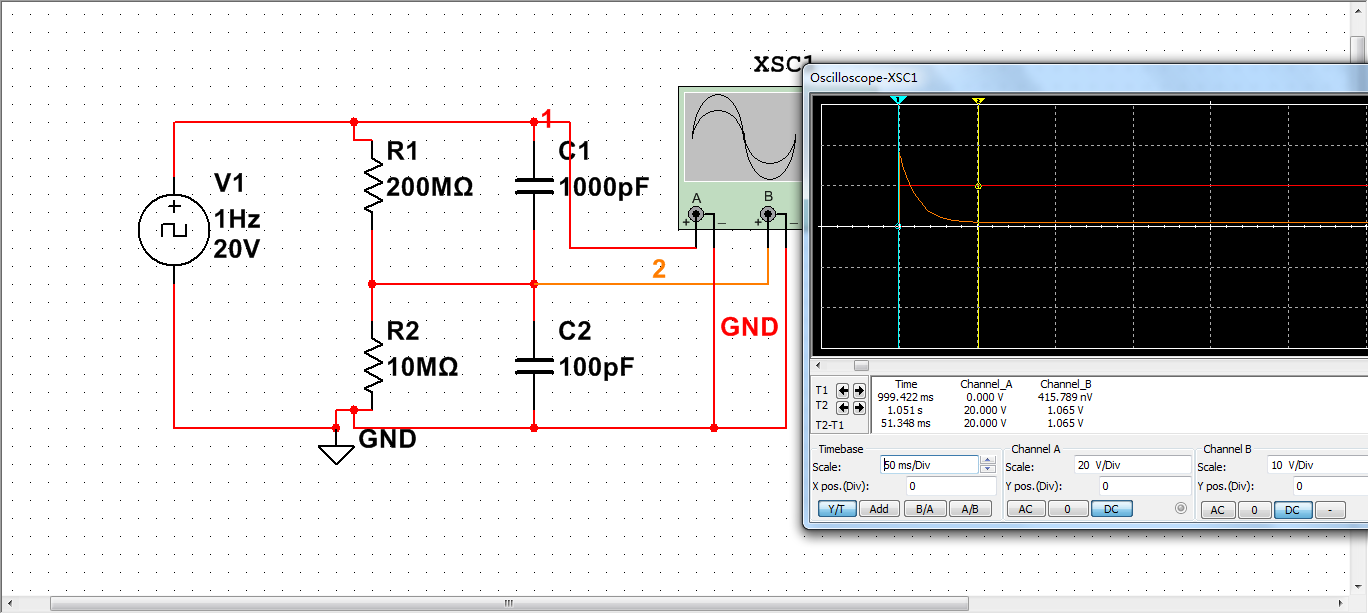 XSC1
Oscilloscope-XSC1
1
R1
200MΩ
C1
1000pF
V1
1Hz
20V
A
B
+
_
+
_
2
GND
R2
10MΩ
C2
100pF
GND
1
2
T1
T2
T2-T1
Time Channel_A Channel_B
999.422 ms 0.000 V 415.789 nV
1.051 s 20.000 V 1.065 V
51.348 ms 20.000 V 1.065 V
Timebase
Scale: 50 ms/Div
X pos.(Div): 0
Y/T Add B/A A/B
Channel A
Scale: 20 V/Div
Y pos.(Div): 0
AC 0 DC
Channel B
Scale: 10 V/Div
Y pos.(Div): 0
AC 0 DC -